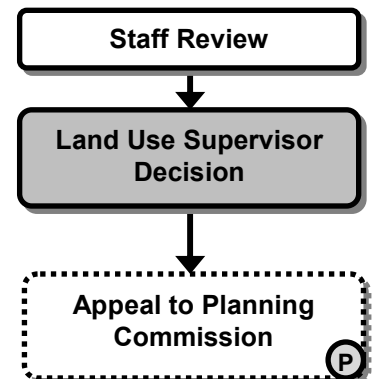 Staff Review
Land Use Supervisor
Decision
Appeal to Planning
Commission
P